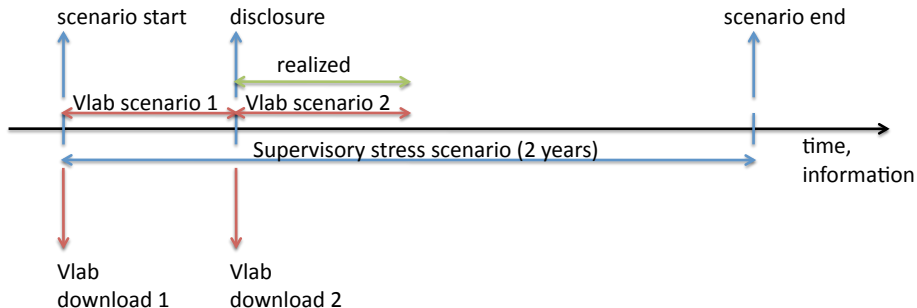 scenario start
disclosure
scenario end
realized
Vlab scenario 1
Vlab scenario 2
Supervisory stress scenario (2 years)
time,
information
Vlab
download 1
Vlab
download 2